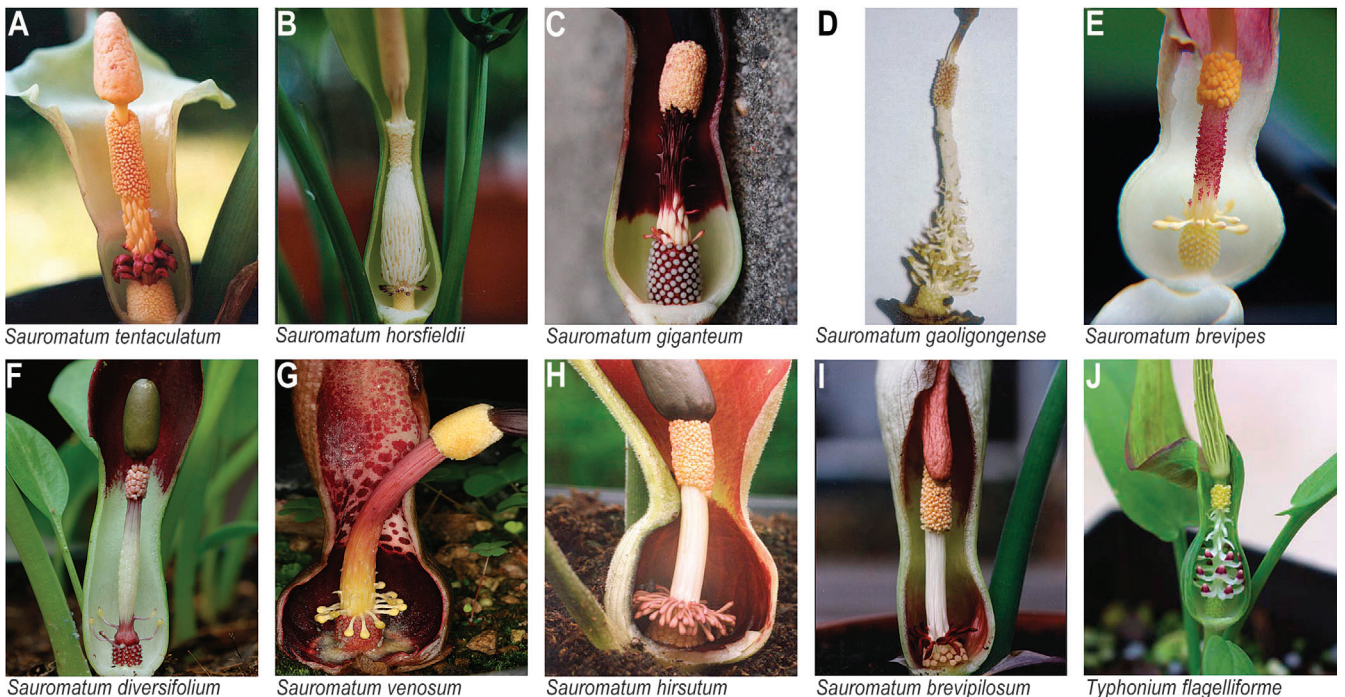 A B C D E
Sauromatum tentaculatum Sauromatum horsfieldii Sauromatum giganteum Sauromatum gaoligongense Sauromatum brevipes
F G H I J
Sauromatum diversifolium Sauromatum venosum Sauromatum hirsutum Sauromatum brevipilosum Typhonium flagelliforme